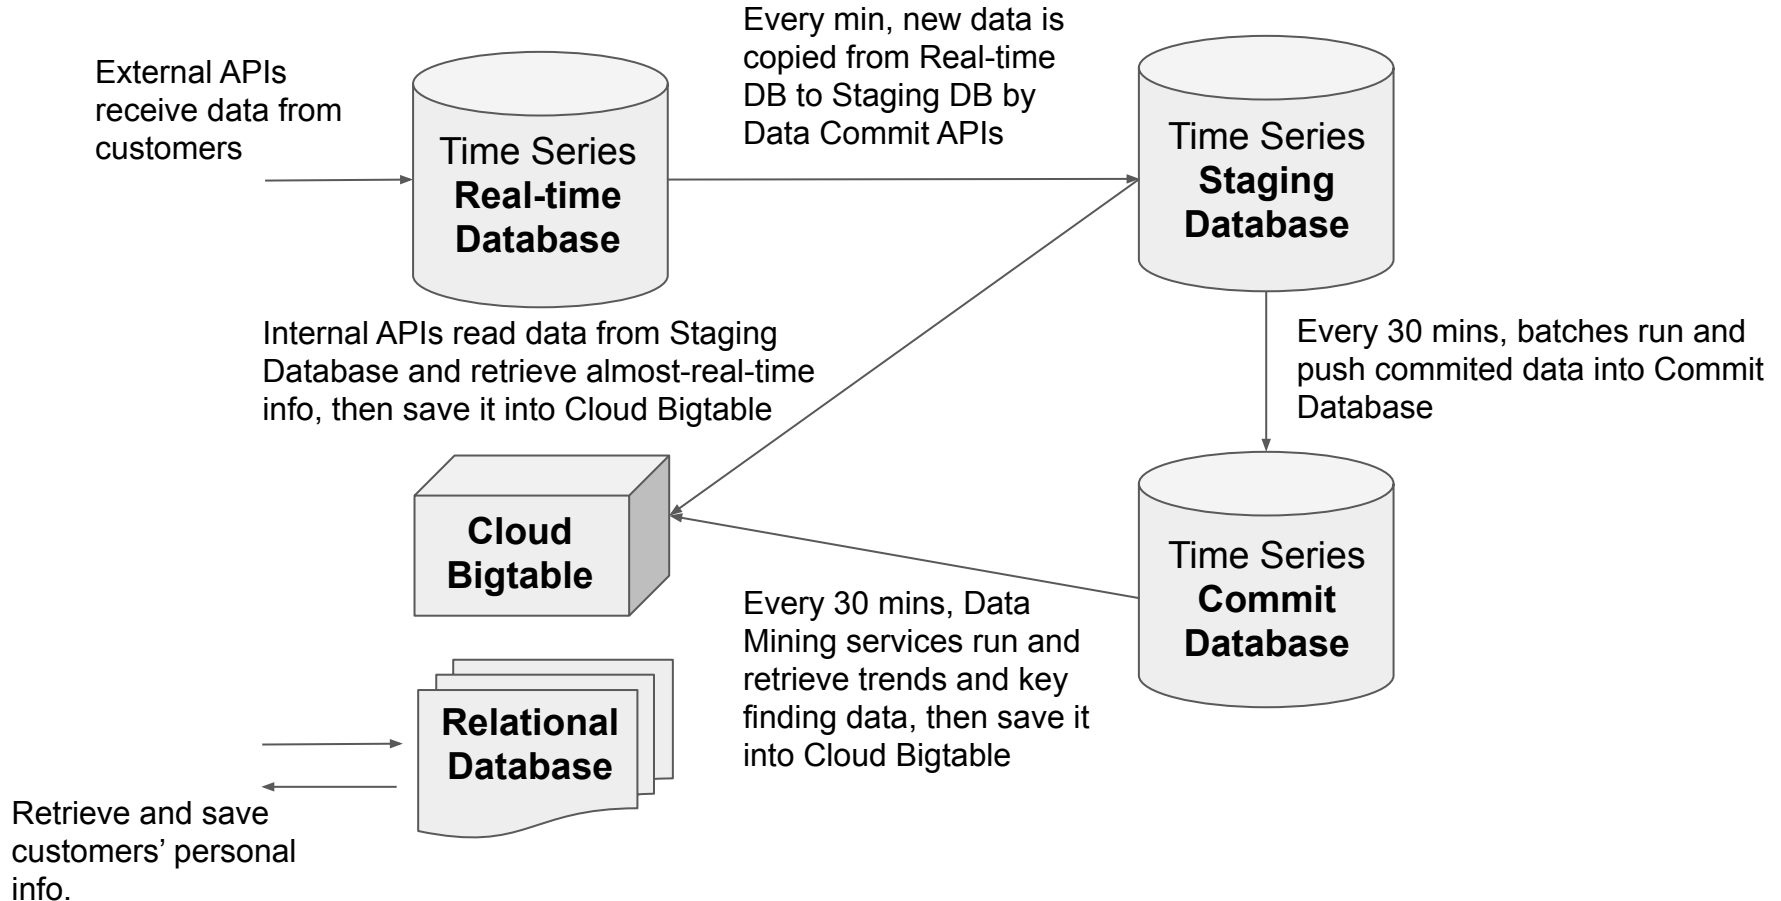 External APIs
receive data from
customers
Time Series
Real-time
Database
Every min, new data is
copied from Real-time
DB to Staging DB by
Data Commit APIs
Time Series
Staging
Database
Internal APIs read data from Staging
Database and retrieve almost-real-time
info, then save it into Cloud Bigtable
Every 30 mins, batches run and
push commited data into Commit
Database
Cloud
Bigtable
Time Series
Commit
Database
Every 30 mins, Data
Mining services run and
retrieve trends and key
finding data, then save it
into Cloud Bigtable
Relational
Database
Retrieve and save
customers’ personal
info.